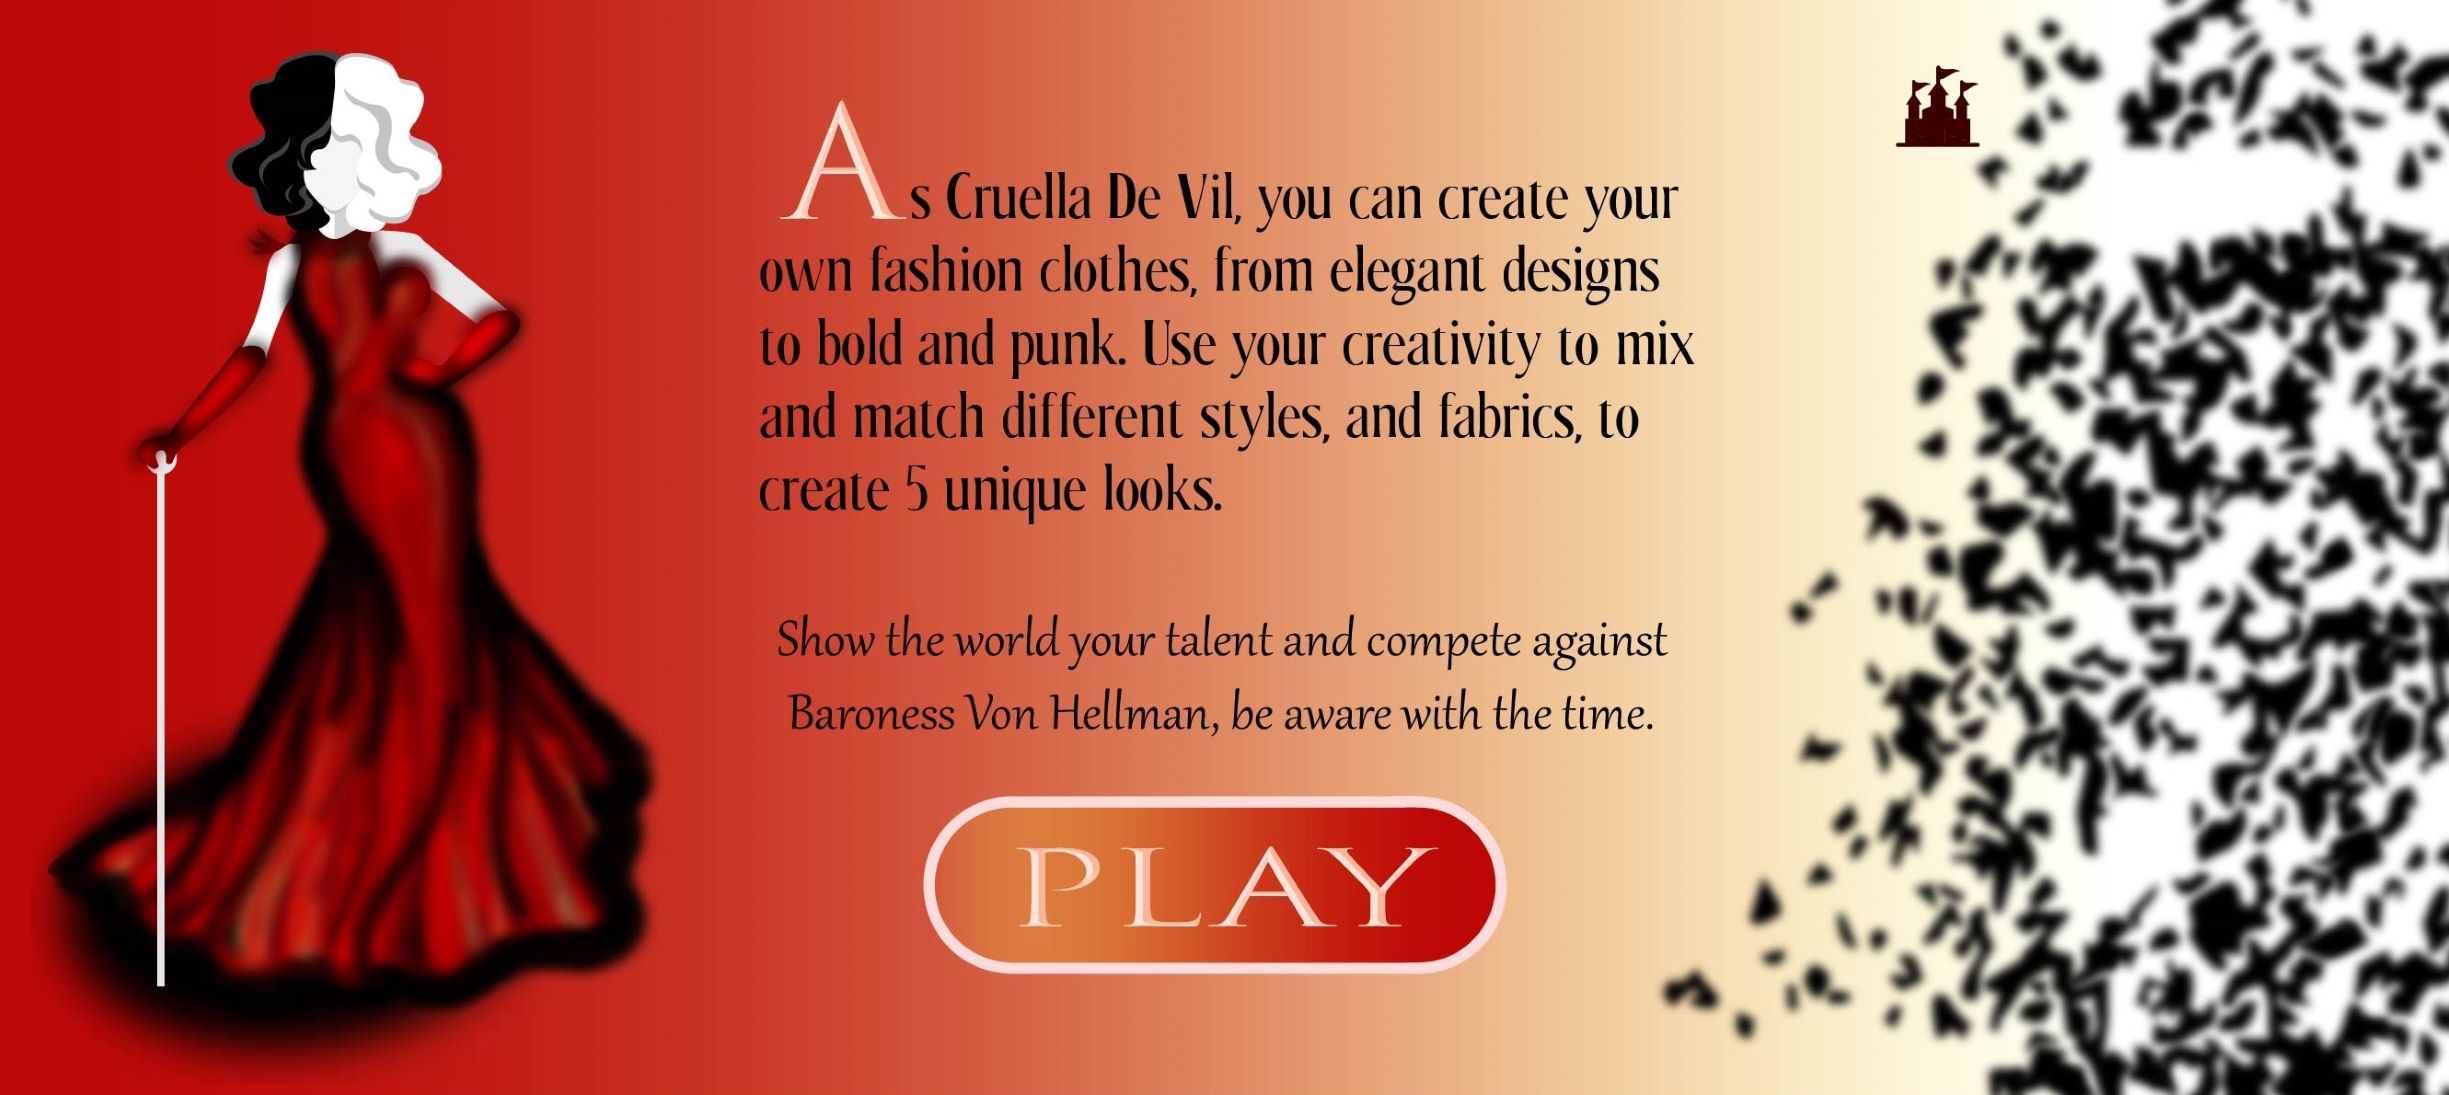 As Cruella De Vil, you can create your
own fashion clothes, from elegant designs
to bold and punk. Use your creativity to mix
and match different styles, and fabrics, to
create 5 unique looks.
Show the world your talent and compete against
Baroness Von Hellman, be aware with the time.
PLAY